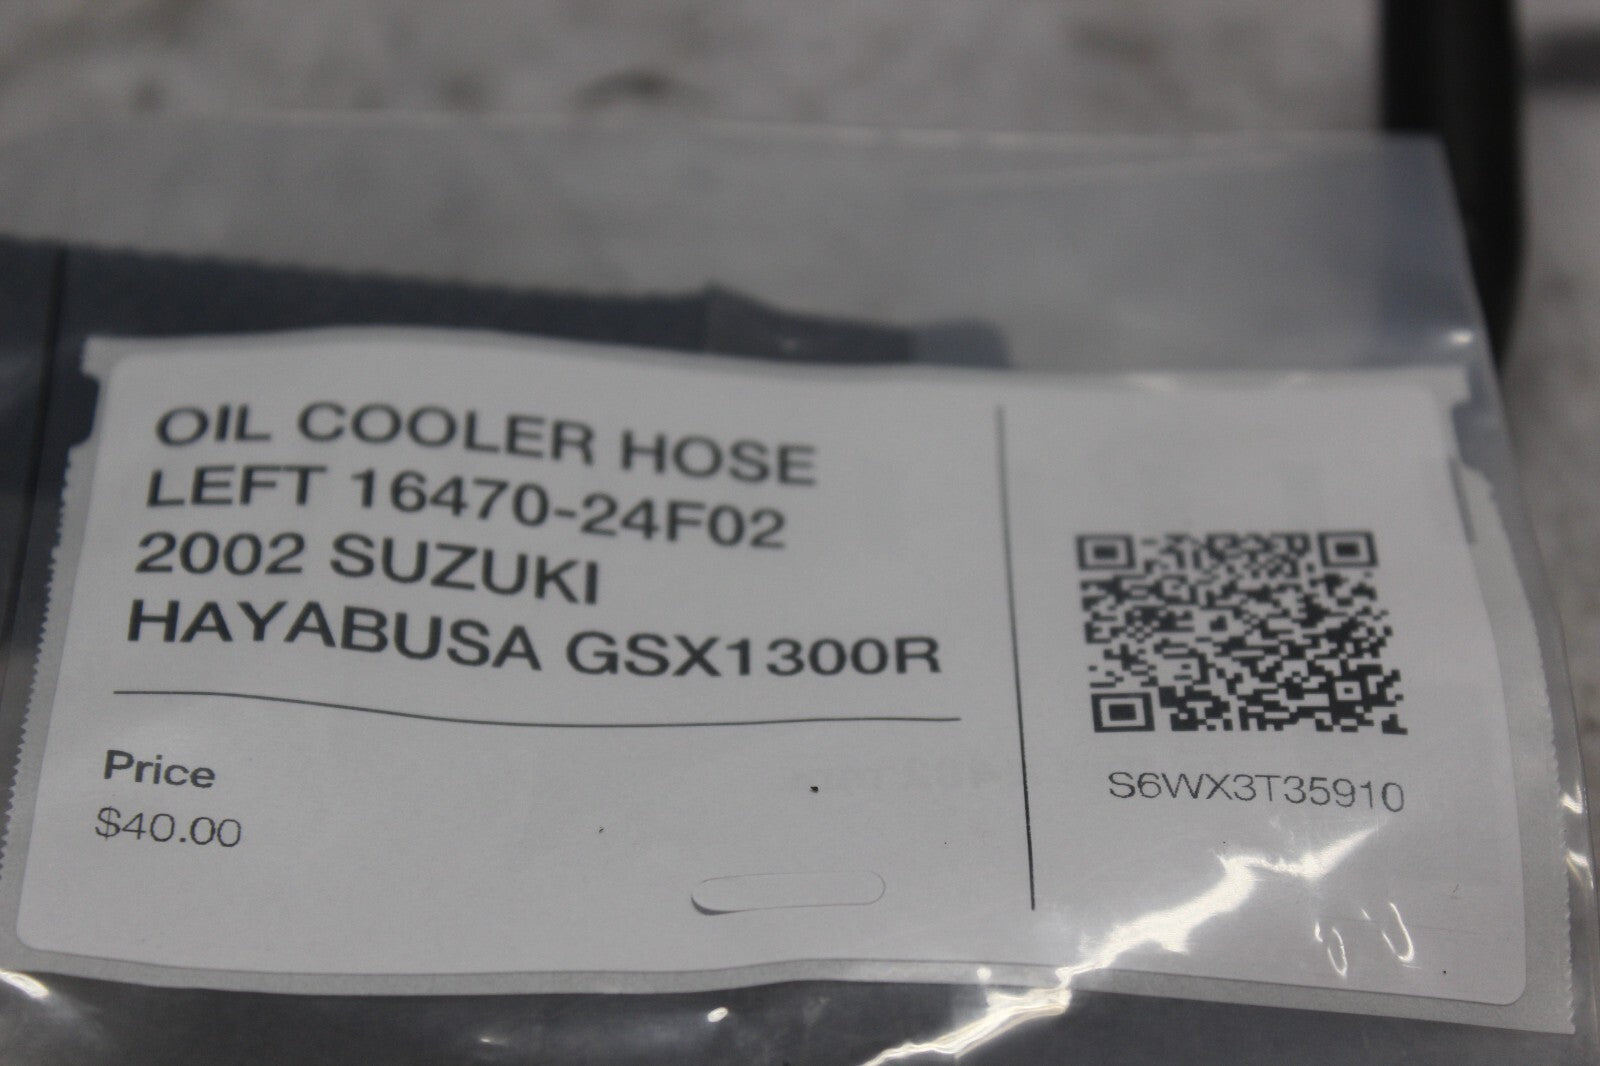 OIL COOLER HOSE
LEFT 16470-24F02
2002 SUZUKI
HAYABUSA GSX1300R
Price
$40.00
S6WX3T35910